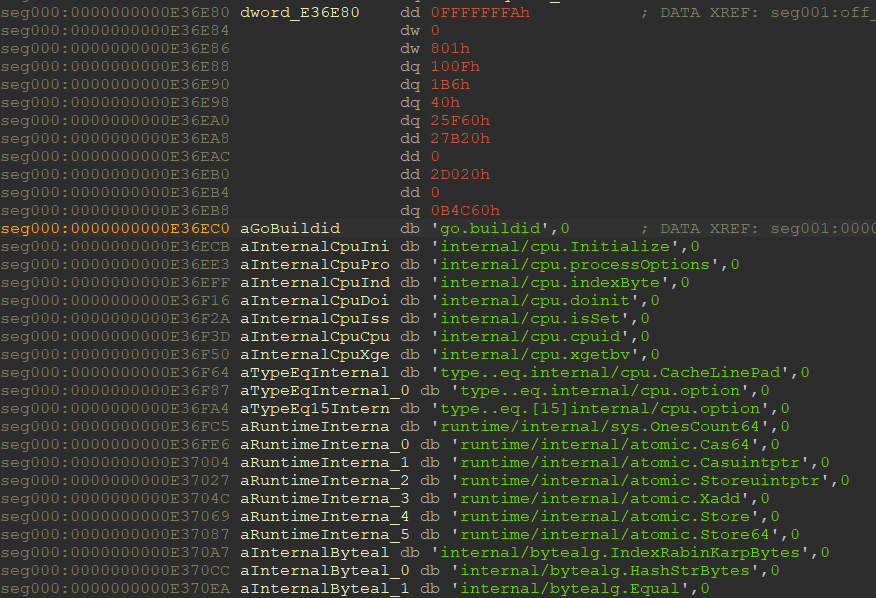 seg000:0000000000E36E80 dword_E36E80    dd 0FFFFFFFAh           ; DATA XREF: seg001:off_
seg000:0000000000E36E84                 dw 0
seg000:0000000000E36E86                 dw 801h
seg000:0000000000E36E88                 dq 100Fh
seg000:0000000000E36E90                 dq 1B6h
seg000:0000000000E36E98                 dq 40h
seg000:0000000000E36EA0                 dq 25F60h
seg000:0000000000E36EA8                 dd 27B20h
seg000:0000000000E36EAC                 dd 0
seg000:0000000000E36EB0                 dd 2D020h
seg000:0000000000E36EB4                 dd 0
seg000:0000000000E36EB8                 dq 0B4C60h
seg000:0000000000E36EC0 aGoBuildid      db 'go.buildid',0       ; DATA XREF: seg001:0000
seg000:0000000000E36ECB aInternalCpuIni db 'internal/cpu.Initialize',0
seg000:0000000000E36EE3 aInternalCpuPro db 'internal/cpu.processOptions',0
seg000:0000000000E36EFF aInternalCpuInd db 'internal/cpu.indexByte',0
seg000:0000000000E36F16 aInternalCpuDoi db 'internal/cpu.doinit',0
seg000:0000000000E36F2A aInternalCpuIss db 'internal/cpu.isSet',0
seg000:0000000000E36F3D aInternalCpuCpu db 'internal/cpu.cpuid',0
seg000:0000000000E36F50 aInternalCpuXge db 'internal/cpu.xgetbv',0
seg000:0000000000E36F64 aTypeEqInternal db 'type..eq.internal/cpu.CacheLinePad',0
seg000:0000000000E36F87 aTypeEqInternal_0 db 'type..eq.internal/cpu.option',0
seg000:0000000000E36FA4 aTypeEq15Intern db 'type..eq.[15]internal/cpu.option',0
seg000:0000000000E36FC5 aRuntimeInterna db 'runtime/internal/sys.OnesCount64',0
seg000:0000000000E36FE6 aRuntimeInterna_0 db 'runtime/internal/atomic.Cas64',0
seg000:0000000000E37004 aRuntimeInterna_1 db 'runtime/internal/atomic.Casuintptr',0
seg000:0000000000E37027 aRuntimeInterna_2 db 'runtime/internal/atomic.Storeuintptr',0
seg000:0000000000E3704C aRuntimeInterna_3 db 'runtime/internal/atomic.Xadd',0
seg000:0000000000E37069 aRuntimeInterna_4 db 'runtime/internal/atomic.Store',0
seg000:0000000000E37087 aRuntimeInterna_5 db 'runtime/internal/atomic.Store64',0
seg000:0000000000E370A7 aInternalByteal db 'internal/bytealg.IndexRabinKarpBytes',0
seg000:0000000000E370CC aInternalByteal_0 db 'internal/bytealg.HashStrBytes',0
seg000:0000000000E370EA aInternalByteal_1 db 'internal/bytealg.Equal',0